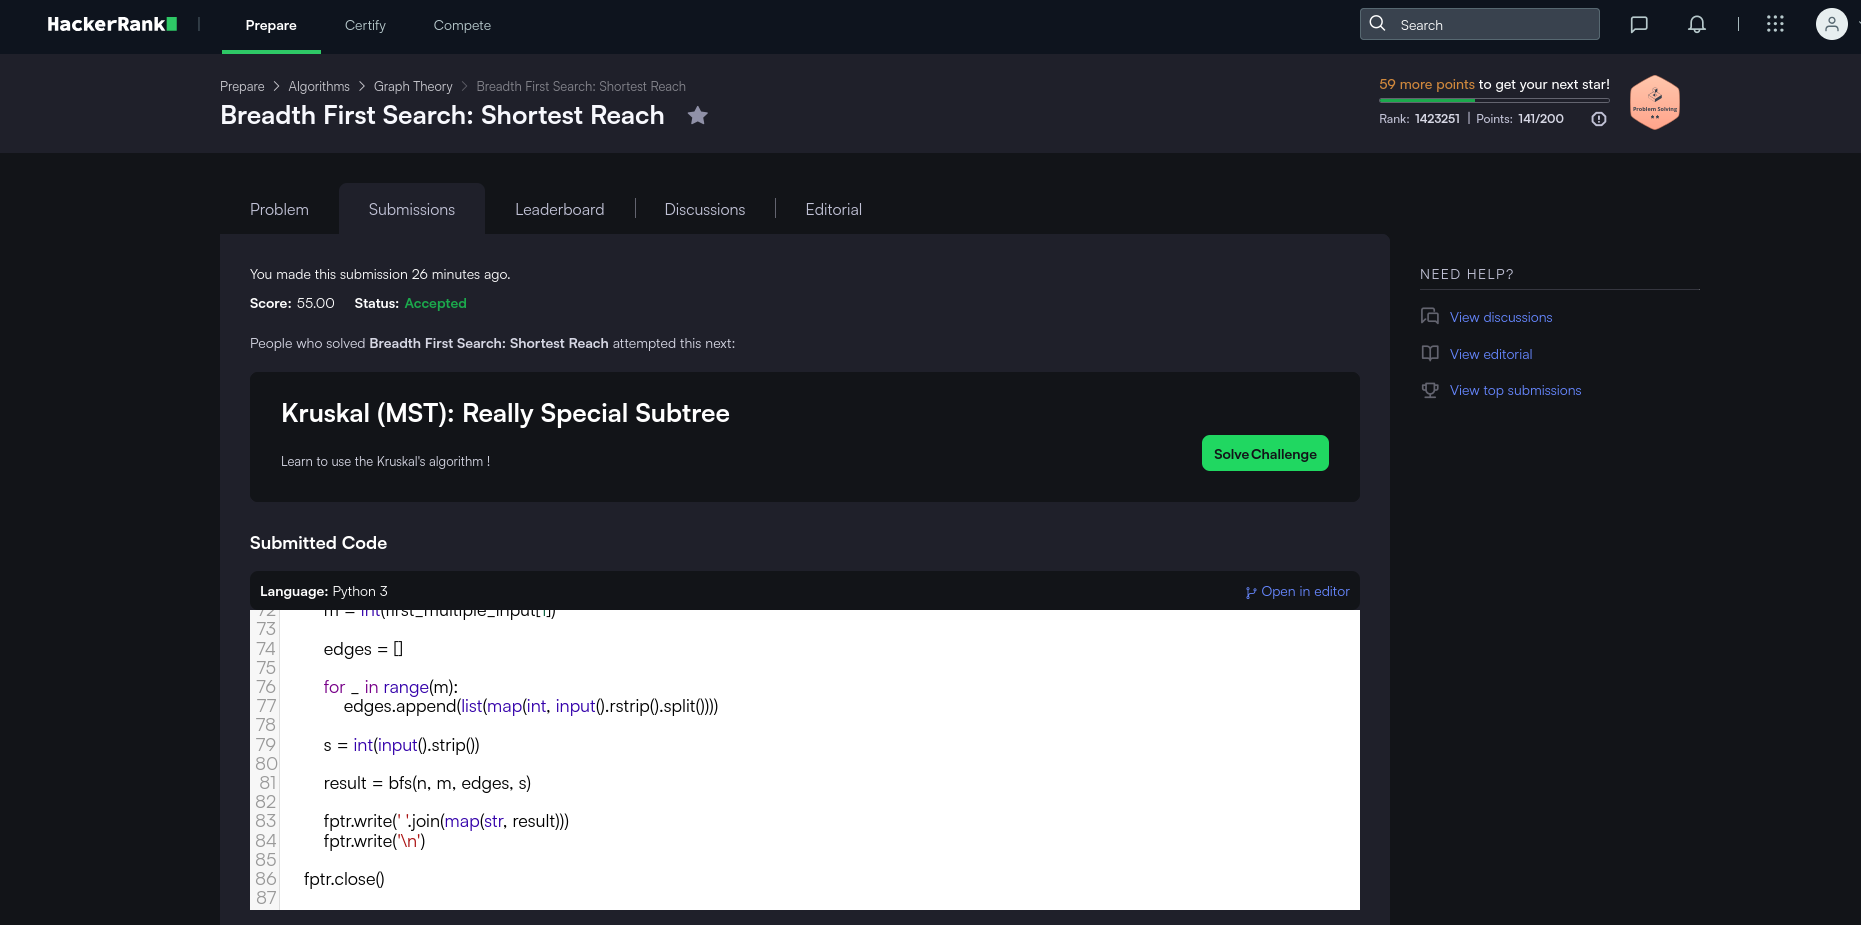 HackerRank
Prepare
Certify
Compete
Search
Prepare > Algorithms > Graph Theory > Breadth First Search: Shortest Reach
Breadth First Search: Shortest Reach
59 more points to get your next star!
Rank: 1423251 | Points: 141/200
Problem Solving
Problem
Submissions
Leaderboard
Discussions
Editorial
You made this submission 26 minutes ago.
Score: 55.00 Status: Accepted
People who solved Breadth First Search: Shortest Reach attempted this next:
Kruskal (MST): Really Special Subtree
Learn to use the Kruskal's algorithm !
Solve Challenge
Submitted Code
Language: Python 3
Open in editor
72 m = int(first_multiple_input[1])
73
74 edges = []
75
76 for _ in range(m):
77 edges.append(list(map(int, input().rstrip().split())))
78
79 s = int(input().strip())
80
81 result = bfs(n, m, edges, s)
82
83 fptr.write(' '.join(map(str, result)))
84 fptr.write('\n')
85
86 fptr.close()
87
NEED HELP?
View discussions
View editorial
View top submissions